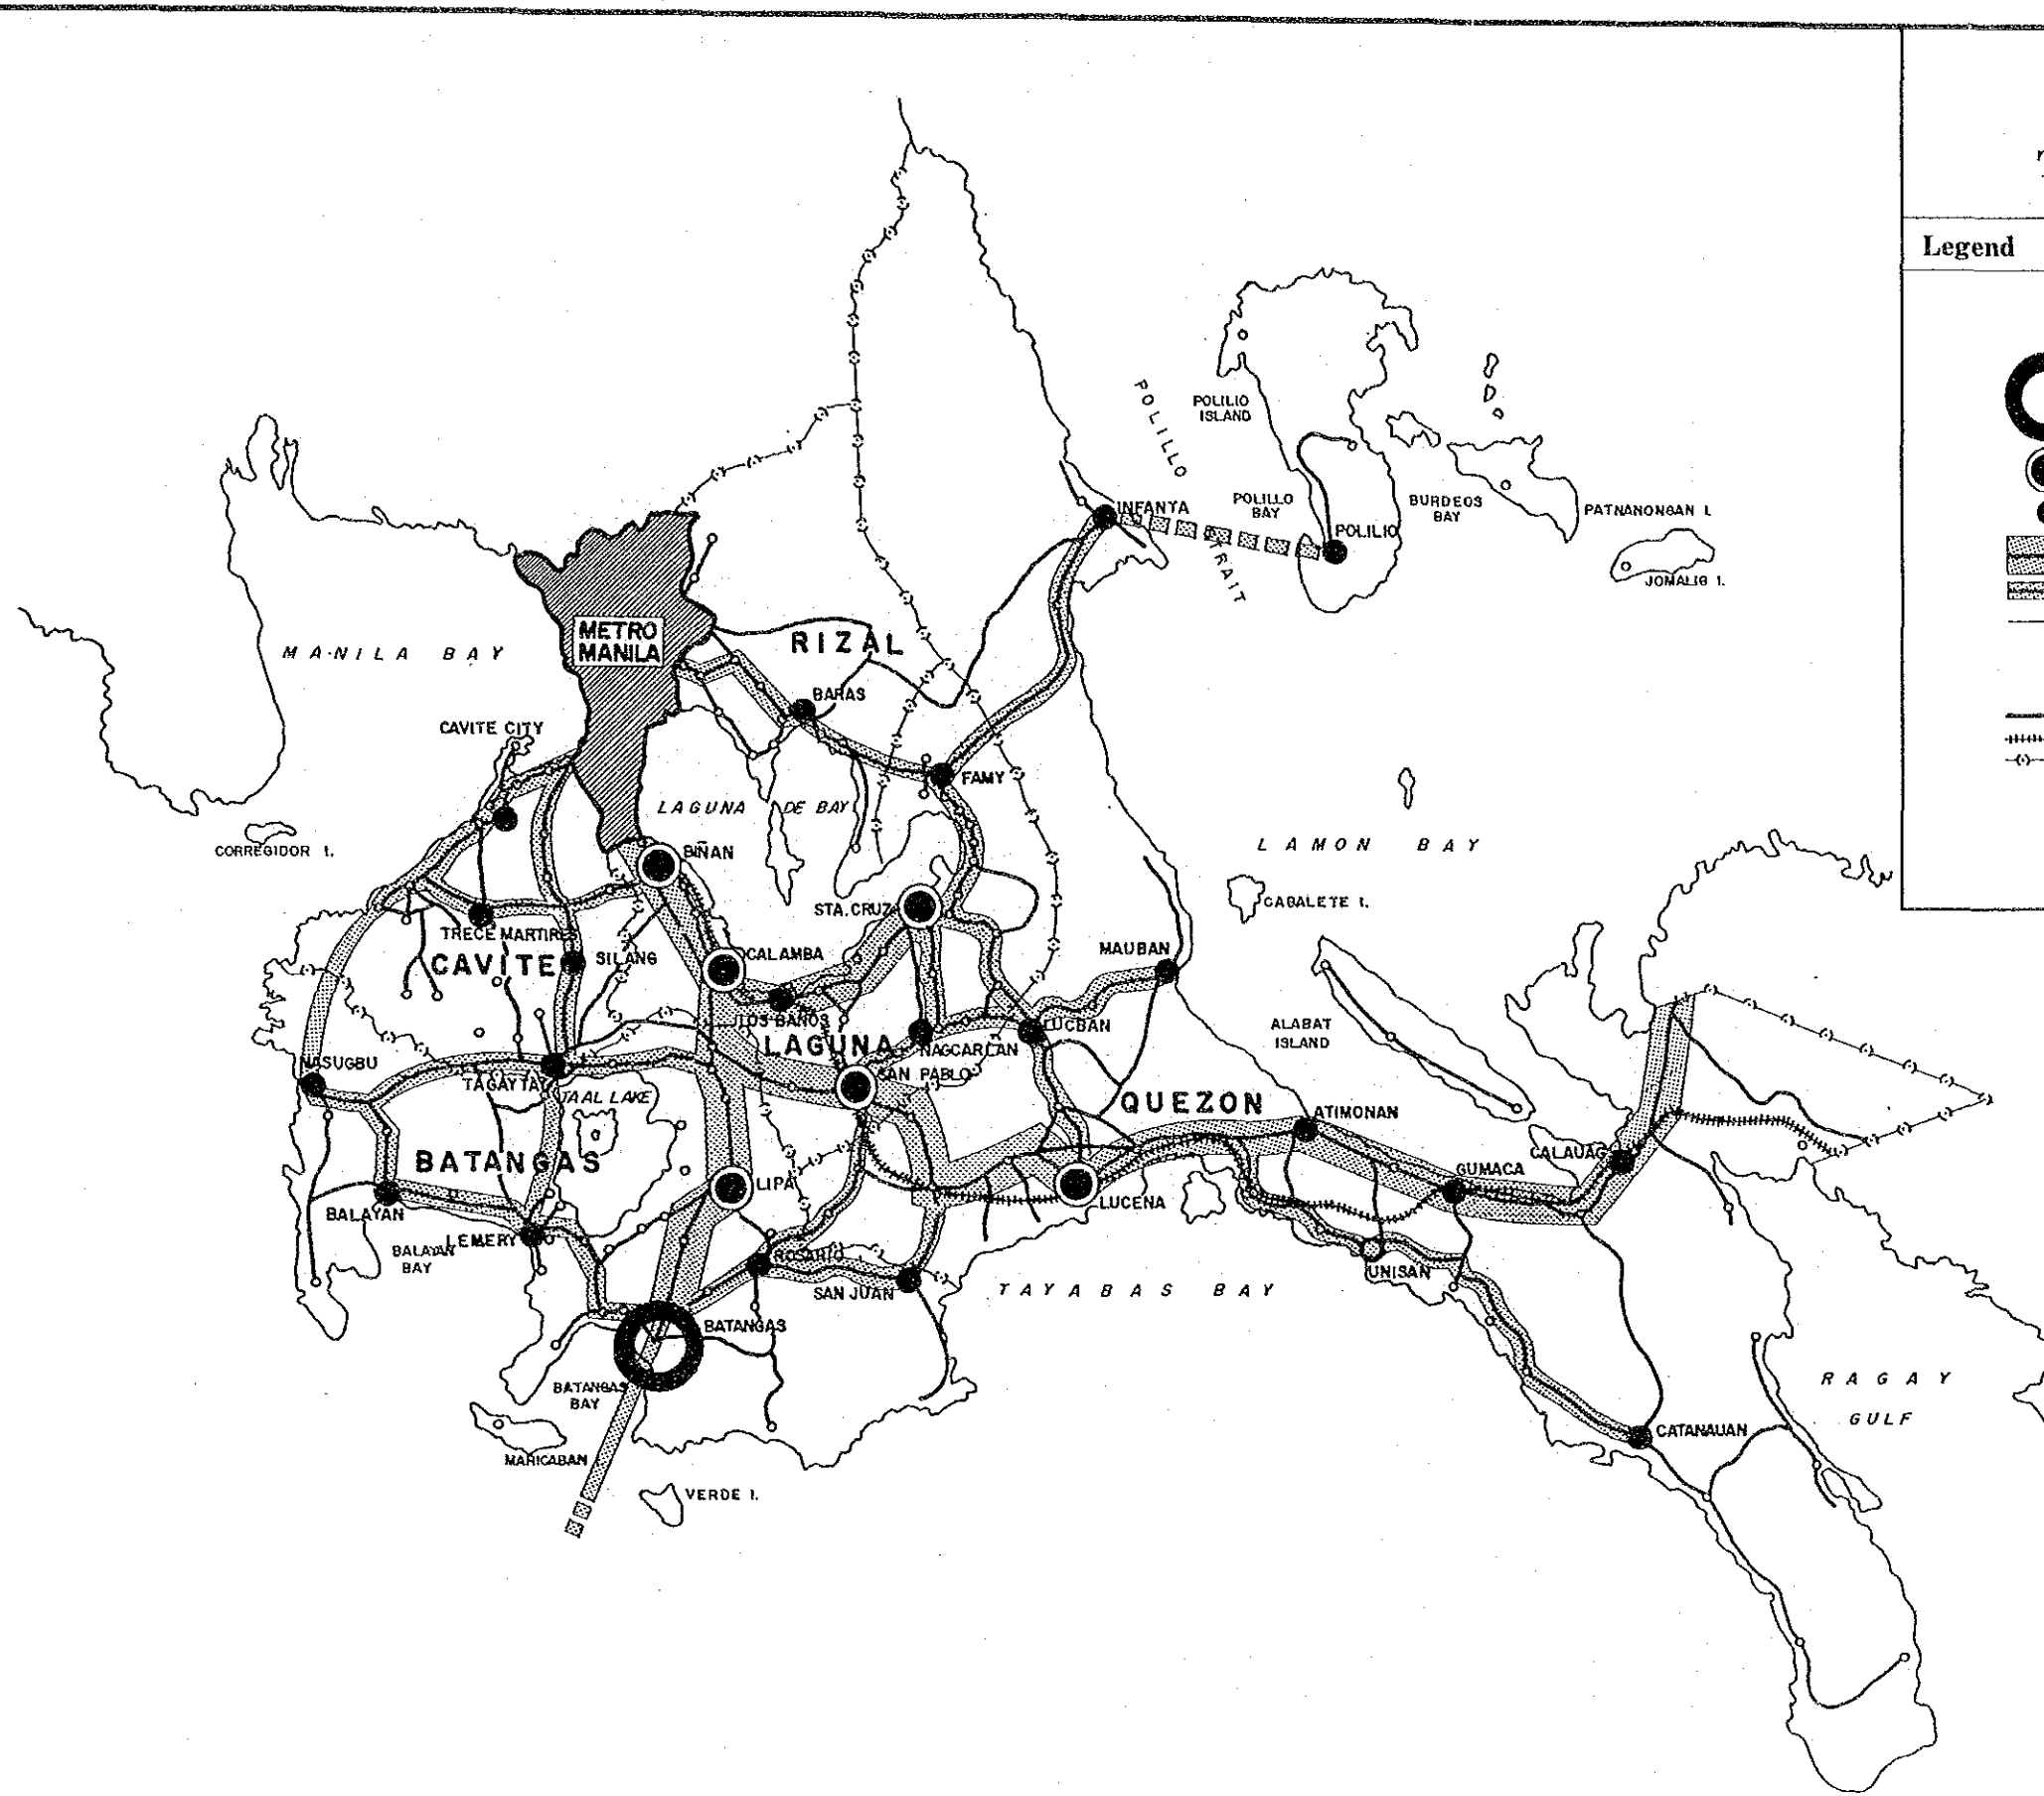 Legend
POLILIO
ISLAND
POLILLO
STRAIT
INFANYA
POLILLO
BAY
BURDEOS
BAY
PATNANONGAN I.
POLILIO
JOMALIG I.
METRO
MANILA
RIZAL
MANILA BAY
BARAS
CAVITE CITY
FAMY
LAGUNA DE BAY
CORREGIDOR I.
BIÑAN
LAMON BAY
CABALETE I.
STA. CRUZ
TRECE MARTIRES
CAVITE
SILANG
CALAMBA
MAUBAN
LOS BAÑOS
LAGUNA
NAGCARLAN
LUCBAN
ALABAT
ISLAND
NASUGBU
TAGAYTAY
TAAL LAKE
SAN PABLO
QUEZON
ATIMONAN
BATANGAS
CALAUAG
GUMACA
LIPA
LUCENA
BALAYAN
LEMERY
BALAYAN
BAY
ROSARIO
SAN JUAN
TAYABAS BAY
UNISAN
BATANGAS
BATANGAS
BAY
RAGAY
GULF
MARICABAN
CATANAUAN
VERDE I.